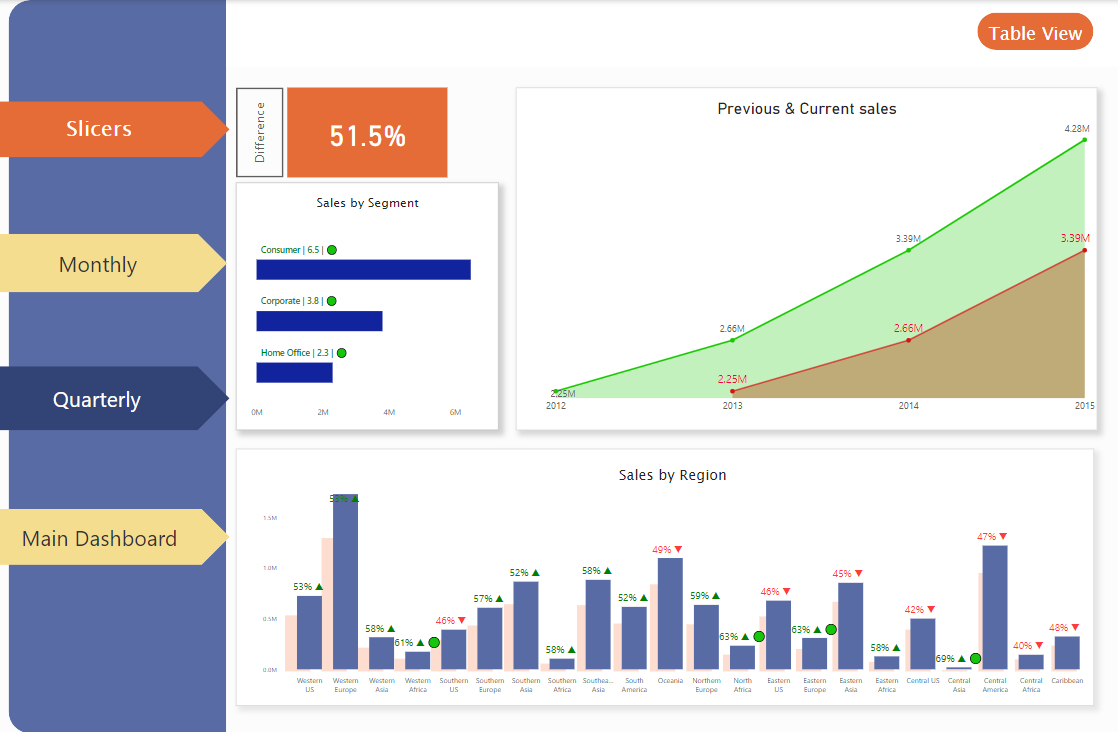 Table View
Slicers
Monthly
Quarterly
Main Dashboard
Difference
51.5%
Sales by Segment
Consumer | 6.5 |
Corporate | 3.8 |
Home Office | 2.3 |
0M 2M 4M 6M
Previous & Current sales
4.28M
3.39M
3.39M
2.66M
2.66M
2.25M
2.25M
2012 2013 2014 2015
Sales by Region
1.5M
1.0M
0.5M
0.0M
53% ▲
▲
58% ▲
61% ▲
46% ▼
57% ▲
52% ▲
58% ▲
58% ▲
52% ▲
49% ▼
59% ▲
63% ▲
46% ▼
63% ▲
45% ▼
58% ▲
42% ▼
69% ▲
47% ▼
40% ▼
48% ▼
Western
US
Western
Europe
Western
Asia
Western
Africa
Southern
US
Southern
Europe
Southern
Asia
Southern
Africa
Southea...
Asia
South
America
Oceania
Northern
Europe
North
Africa
Eastern
US
Eastern
Europe
Eastern
Asia
Eastern
Africa
Central US
Central
Asia
Central
America
Central
Africa
Caribbean